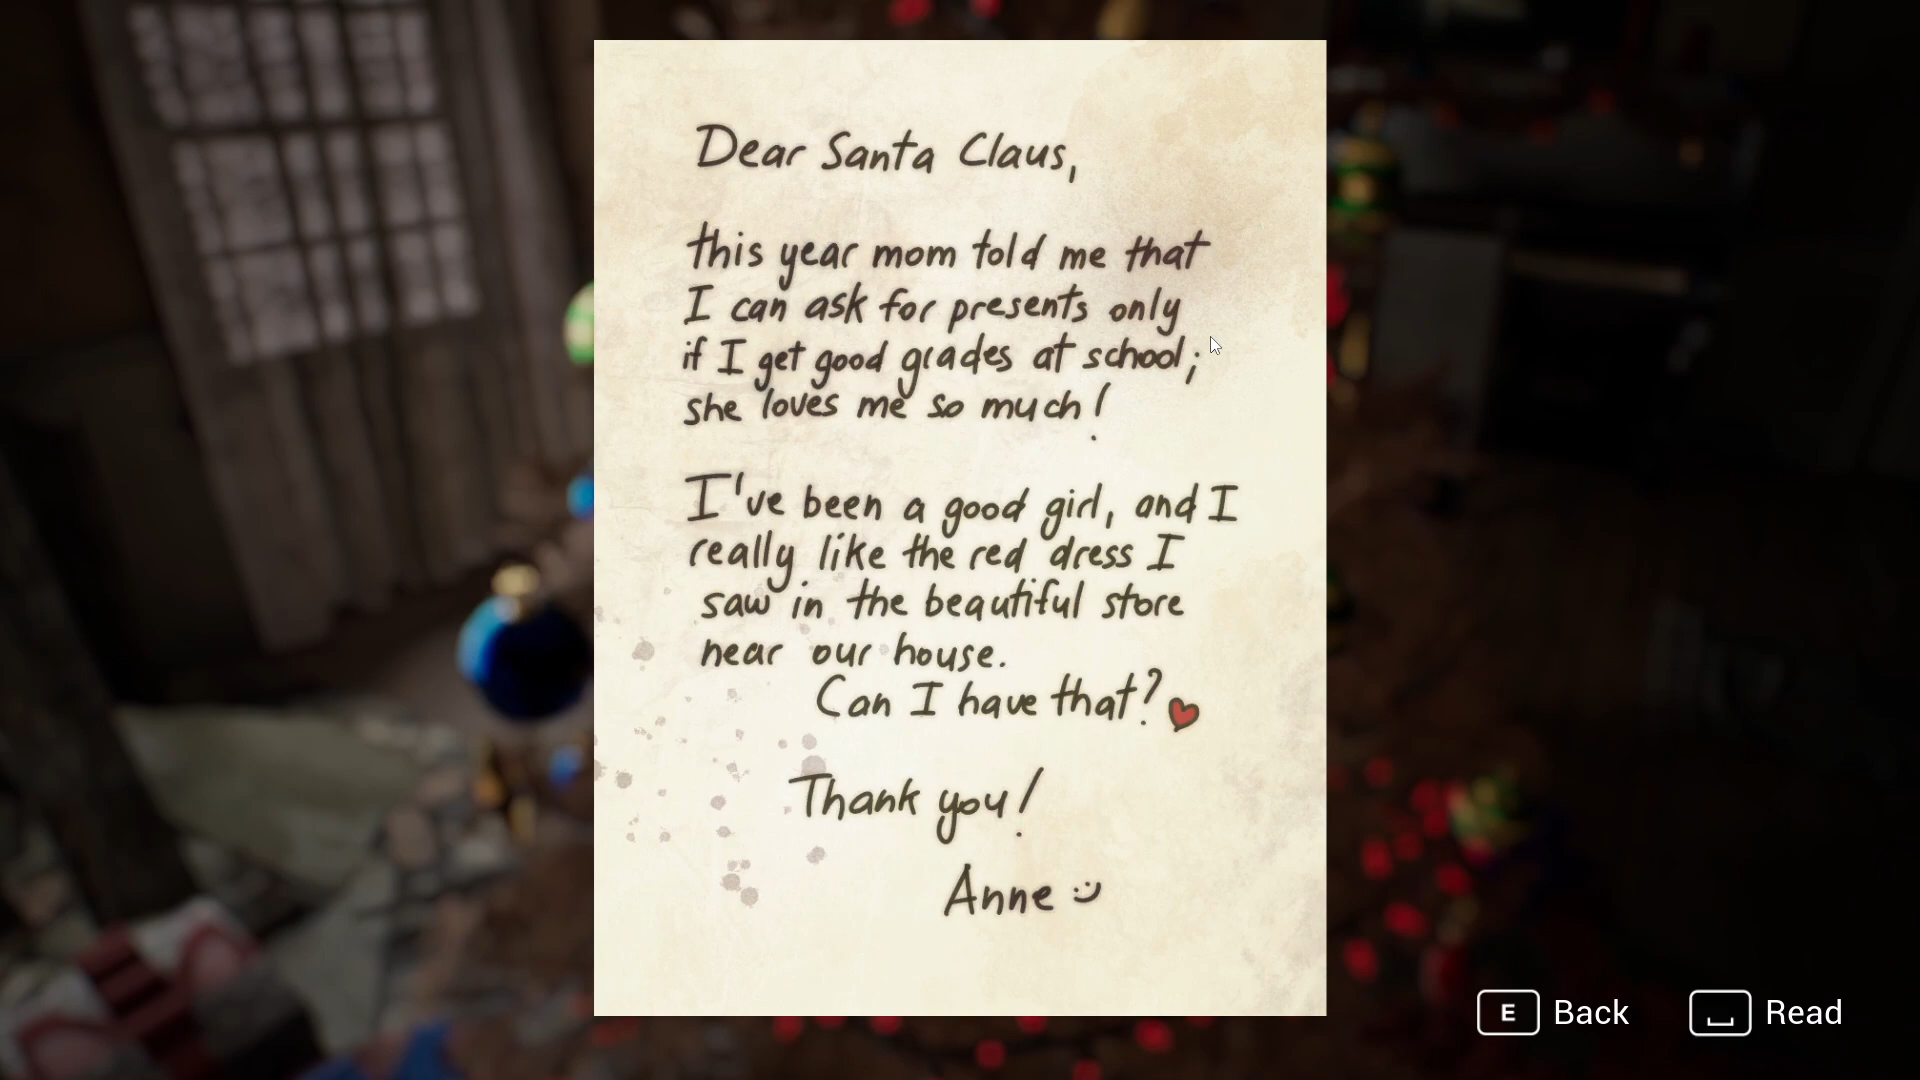 Dear Santa Claus,
this year mom told me that
I can ask for presents only
if I get good grades at school;
she loves me so much!
I've been a good girl, and I
really like the red dress I
saw in the beautiful store
near our house.
Can I have that?
Thank you!
Anne
E Back
Read